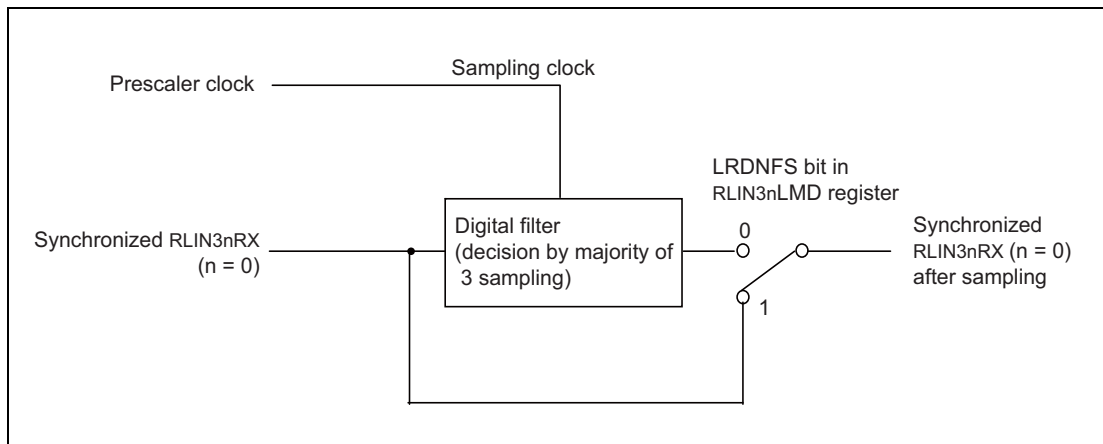 Sampling clock
Prescaler clock
LRDNFS bit in
RLIN3nLMD register
Digital filter
(decision by majority of
3 sampling)
0
1
Synchronized RLIN3nRX
(n = 0)
Synchronized
RLIN3nRX (n = 0)
after sampling